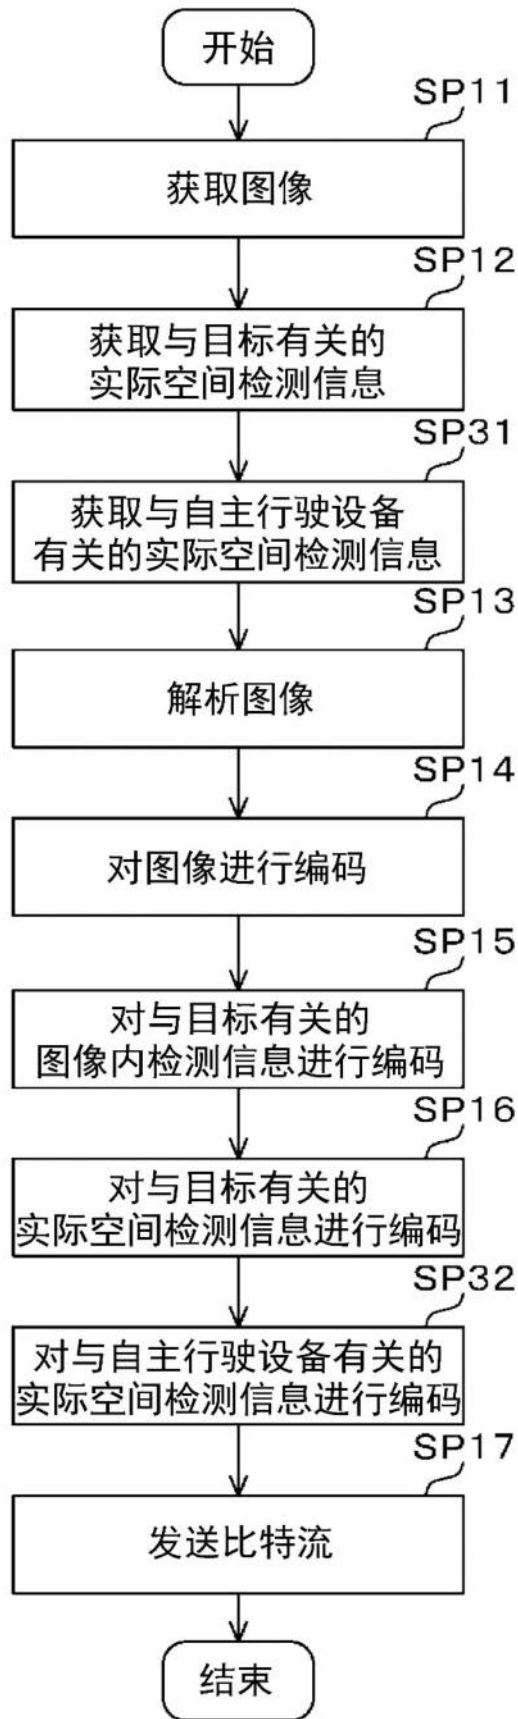 开始
SP11
获取图像
SP12
获取与目标有关的
实际空间检测信息
SP31
获取与自主行驶设备
有关的实际空间检测信息
SP13
解析图像
SP14
对图像进行编码
SP15
对与目标有关的
图像内检测信息进行编码
SP16
对与目标有关的
实际空间检测信息进行编码
SP32
对与自主行驶设备有关的
实际空间检测信息进行编码
SP17
发送比特流
结束